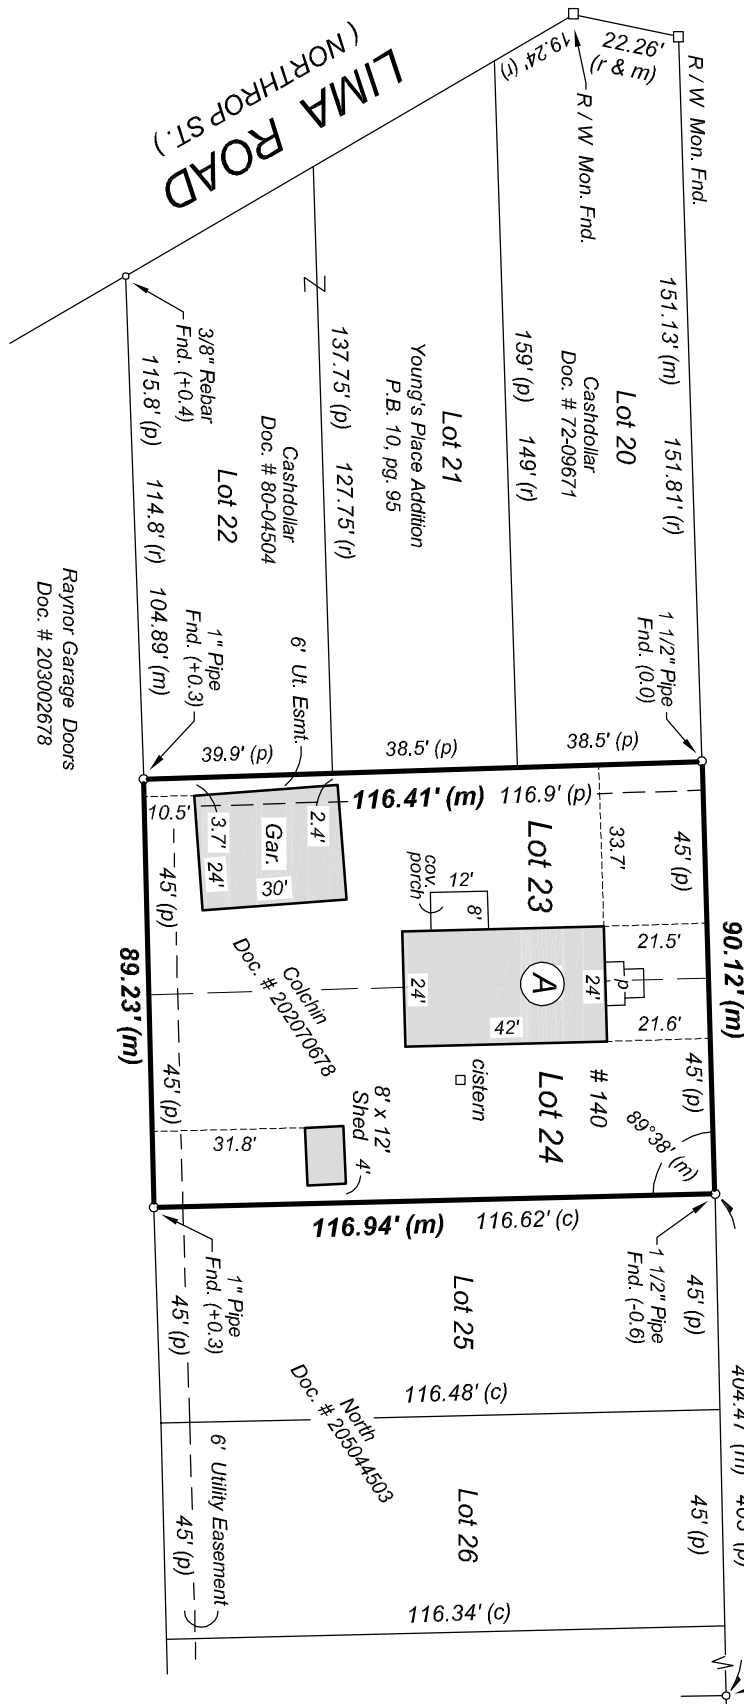 LIMA ROAD
( NORTHROP ST. )
19.24' (r)
22.26'
(r & m)
R / W Mon. Fnd.
R / W Mon. Fnd.
151.13' (m)
151.81' (r)
Lot 20
Cashdollar
Doc. # 72-09671
159' (p)
149' (r)
Lot 21
Young's Place Addition
P.B. 10, pg. 95
137.75' (p)
127.75' (r)
Cashdollar
Doc. # 80-04504
Lot 22
3/8" Rebar
Fnd. (+0.4)
115.8' (p)
114.8' (r)
104.89' (m)
1" Pipe
Fnd. (+0.3)
1 1/2" Pipe
Fnd. (0.0)
Raynor Garage Doors
Doc. # 203002678
6' Ut. Esmt.
39.9' (p)
38.5' (p)
38.5' (p)
116.41' (m)
116.9' (p)
10.5'
3.7'
2.4'
Gar.
24'
30'
Lot 23
33.7'
45' (p)
45' (p)
cov.
porch
12'
8'
21.5'
90.12' (m)
A
24'
24'
p
42'
21.6'
89.23' (m)
Colchin
Doc. # 202070678
45' (p)
45' (p)
cistern
# 140
Lot 24
89°38' (m)
8' x 12'
Shed
4'
31.8'
116.94' (m)
116.62' (c)
1" Pipe
Fnd. (+0.3)
1 1/2" Pipe
Fnd. (-0.6)
Lot 25
45' (p)
45' (p)
116.48' (c)
North
Doc. # 205044503
404.47' (m)
405' (p)
Lot 26
45' (p)
45' (p)
6' Utility Easement
116.34' (c)